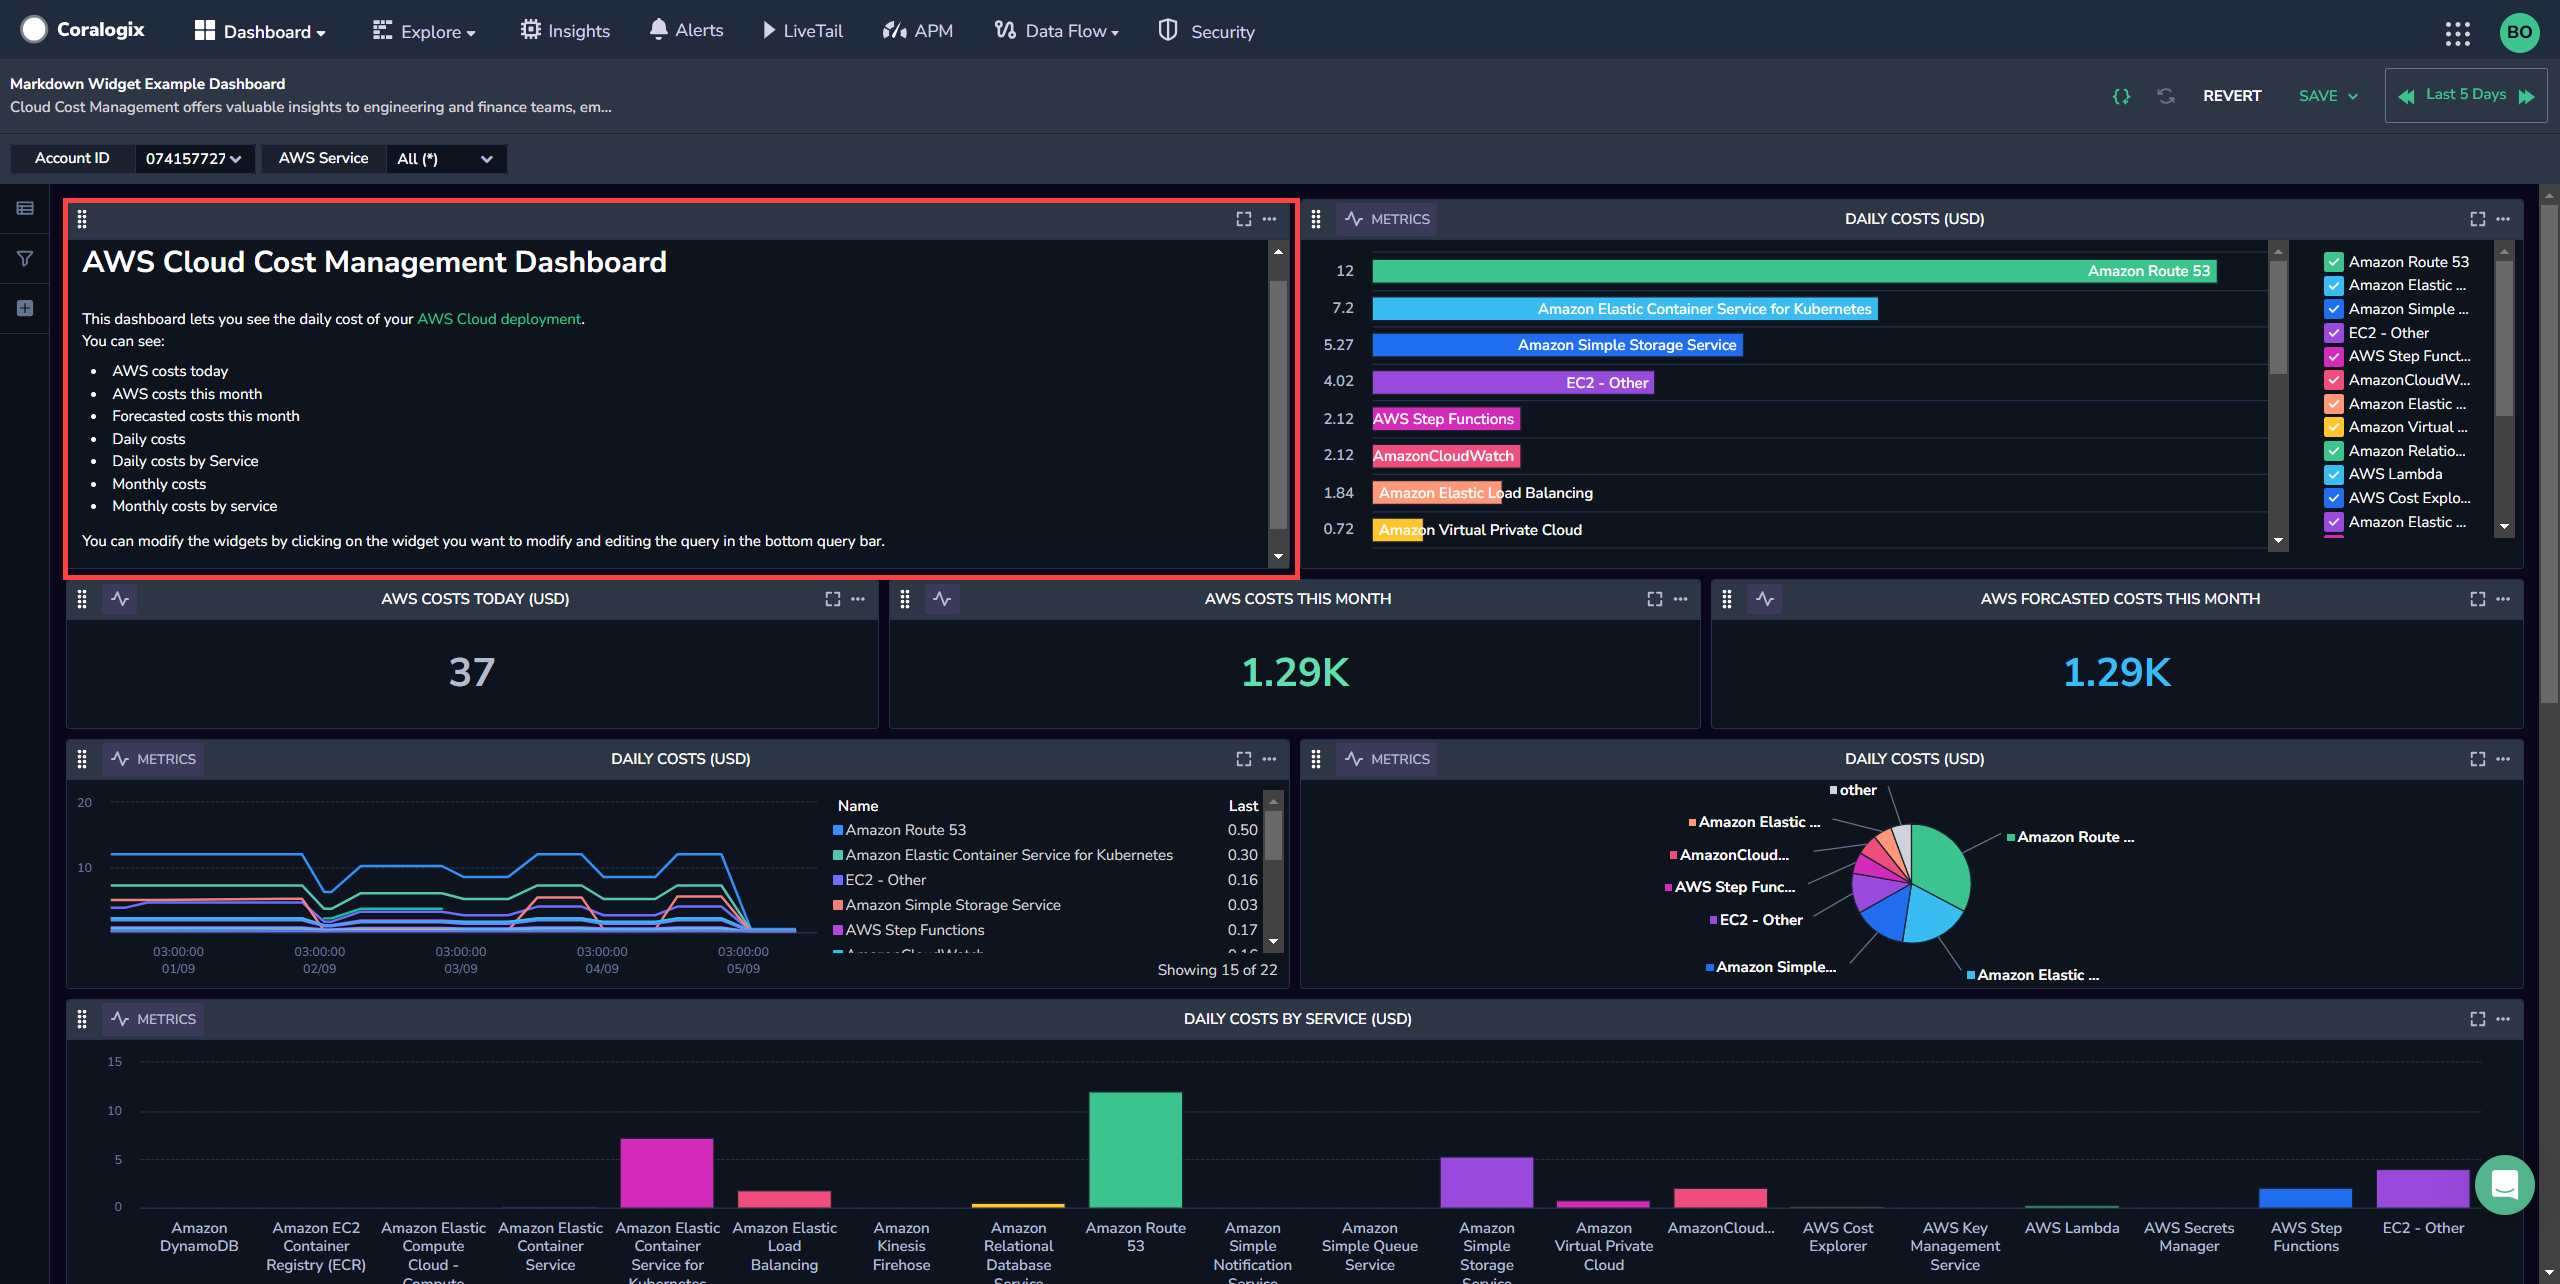 Coralogix
Dashboard
Explore
Insights
Alerts
LiveTail
APM
Data Flow
Security
BO
Markdown Widget Example Dashboard
Cloud Cost Management offers valuable insights to engineering and finance teams, em...
REVERT
SAVE
Last 5 Days
Account ID
074157727
AWS Service
All (*)
AWS Cloud Cost Management Dashboard
This dashboard lets you see the daily cost of your AWS Cloud deployment.
You can see:
• AWS costs today
• AWS costs this month
• Forecasted costs this month
• Daily costs
• Daily costs by Service
• Monthly costs
• Monthly costs by service
You can modify the widgets by clicking on the widget you want to modify and editing the query in the bottom query bar.
METRICS
DAILY COSTS (USD)
12 Amazon Route 53
7.2 Amazon Elastic Container Service for Kubernetes
5.27 Amazon Simple Storage Service
4.02 EC2 - Other
2.12 AWS Step Functions
2.12 AmazonCloudWatch
1.84 Amazon Elastic Load Balancing
0.72 Amazon Virtual Private Cloud
Amazon Route 53
Amazon Elastic ...
Amazon Simple ...
EC2 - Other
AWS Step Funct...
AmazonCloudW...
Amazon Elastic ...
Amazon Virtual ...
Amazon Relatio...
AWS Lambda
AWS Cost Explo...
Amazon Elastic ...
AWS COSTS TODAY (USD)
37
AWS COSTS THIS MONTH
1.29K
AWS FORCASTED COSTS THIS MONTH
1.29K
METRICS
DAILY COSTS (USD)
20
10
03:00:00 03:00:00 03:00:00 03:00:00 03:00:00
01/09 02/09 03/09 04/09 05/09
Name Last
Amazon Route 53 0.50
Amazon Elastic Container Service for Kubernetes 0.30
EC2 - Other 0.16
Amazon Simple Storage Service 0.03
AWS Step Functions 0.17
AmazonCloudWatch 0.16
Showing 15 of 22
METRICS
DAILY COSTS (USD)
other
Amazon Elastic ...
AmazonCloud...
AWS Step Func...
EC2 - Other
Amazon Simple...
Amazon Route ...
Amazon Elastic ...
METRICS
DAILY COSTS BY SERVICE (USD)
15
10
5
0
Amazon
DynamoDB
Amazon EC2
Container
Registry (ECR)
Amazon Elastic
Compute
Cloud -
Compute
Amazon Elastic
Container
Service
Amazon Elastic
Container
Service for
Kubernetes
Amazon Elastic
Load
Balancing
Amazon
Kinesis
Firehose
Amazon
Relational
Database
Service
Amazon Route
53
Amazon
Simple
Notification
Service
Amazon
Simple Queue
Service
Amazon
Simple
Storage
Service
Amazon
Virtual Private
Cloud
AmazonCloud...
AWS Cost
Explorer
AWS Key
Management
Service
AWS Lambda
AWS Secrets
Manager
AWS Step
Functions
EC2 - Other